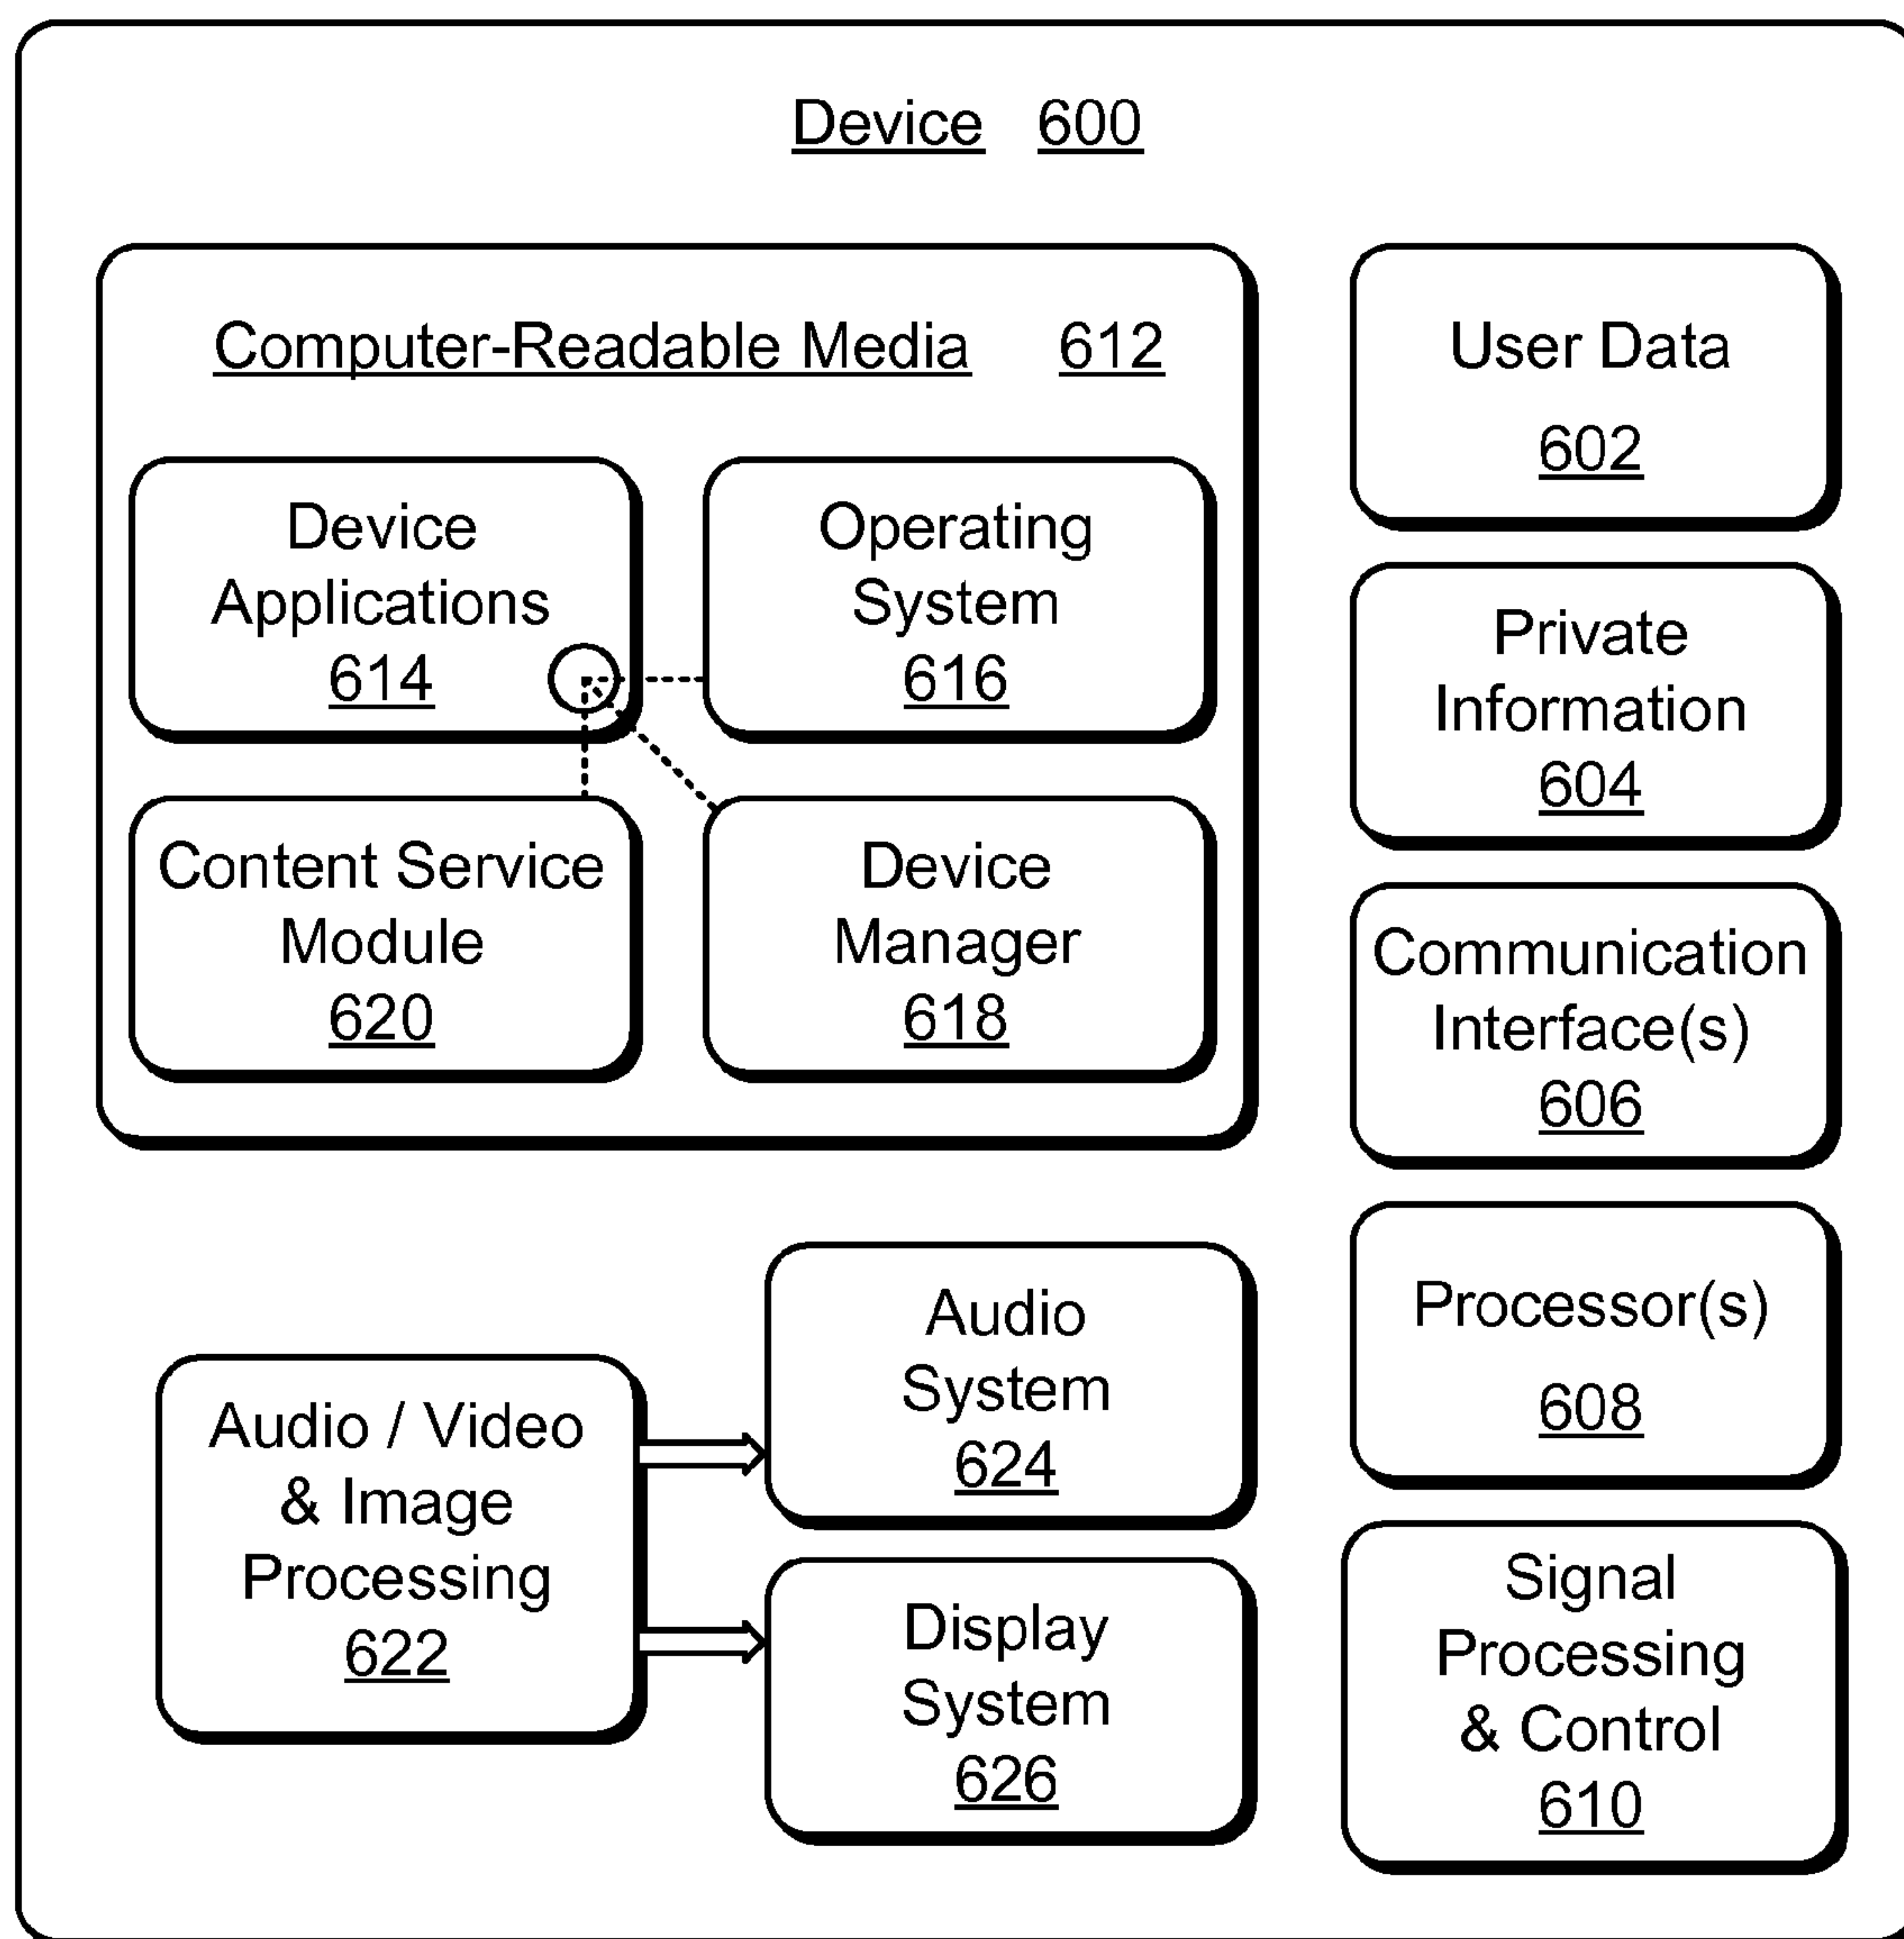 Device 600
Computer-Readable Media 612
Device
Applications
614
Operating
System
616
Content Service
Module
620
Device
Manager
618
User Data
602
Private
Information
604
Communication
Interface(s)
606
Processor(s)
608
Signal
Processing
& Control
610
Audio / Video
& Image
Processing
622
Audio
System
624
Display
System
626